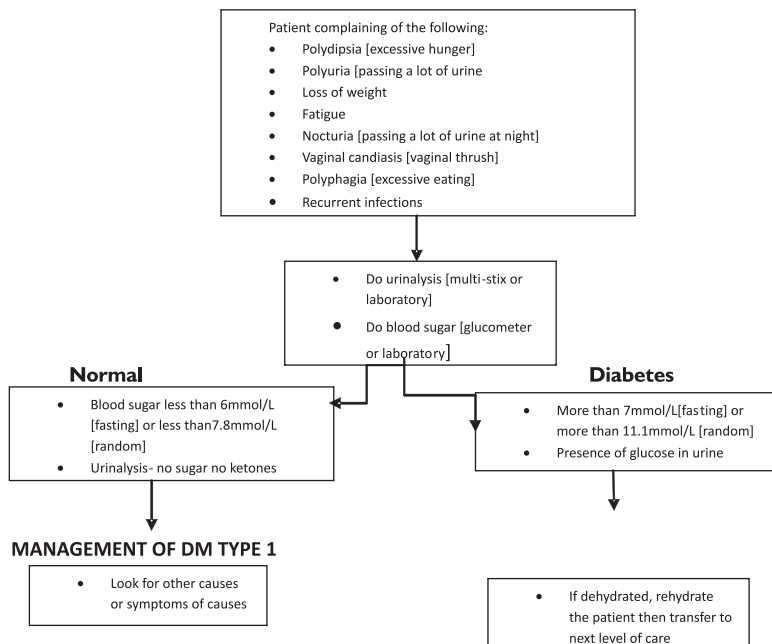 Patient complaining of the following:
• Polydipsia [excessive hunger]
• Polyuria [passing a lot of urine
• Loss of weight
• Fatigue
• Nocturia [passing a lot of urine at night]
• Vaginal candiasis [vaginal thrush]
• Polyphagia [excessive eating]
• Recurrent infections
• Do urinalysis [multi-stix or
laboratory]
• Do blood sugar [glucometer
or laboratory]
Normal
• Blood sugar less than 6mmol/L
[fasting] or less than7.8mmol/L
[random]
• Urinalysis- no sugar no ketones
Diabetes
• More than 7mmol/L[fasting] or
more than 11.1mmol/L [random]
• Presence of glucose in urine
MANAGEMENT OF DM TYPE 1
• Look for other causes
or symptoms of causes
• If dehydrated, rehydrate
the patient then transfer to
next level of care